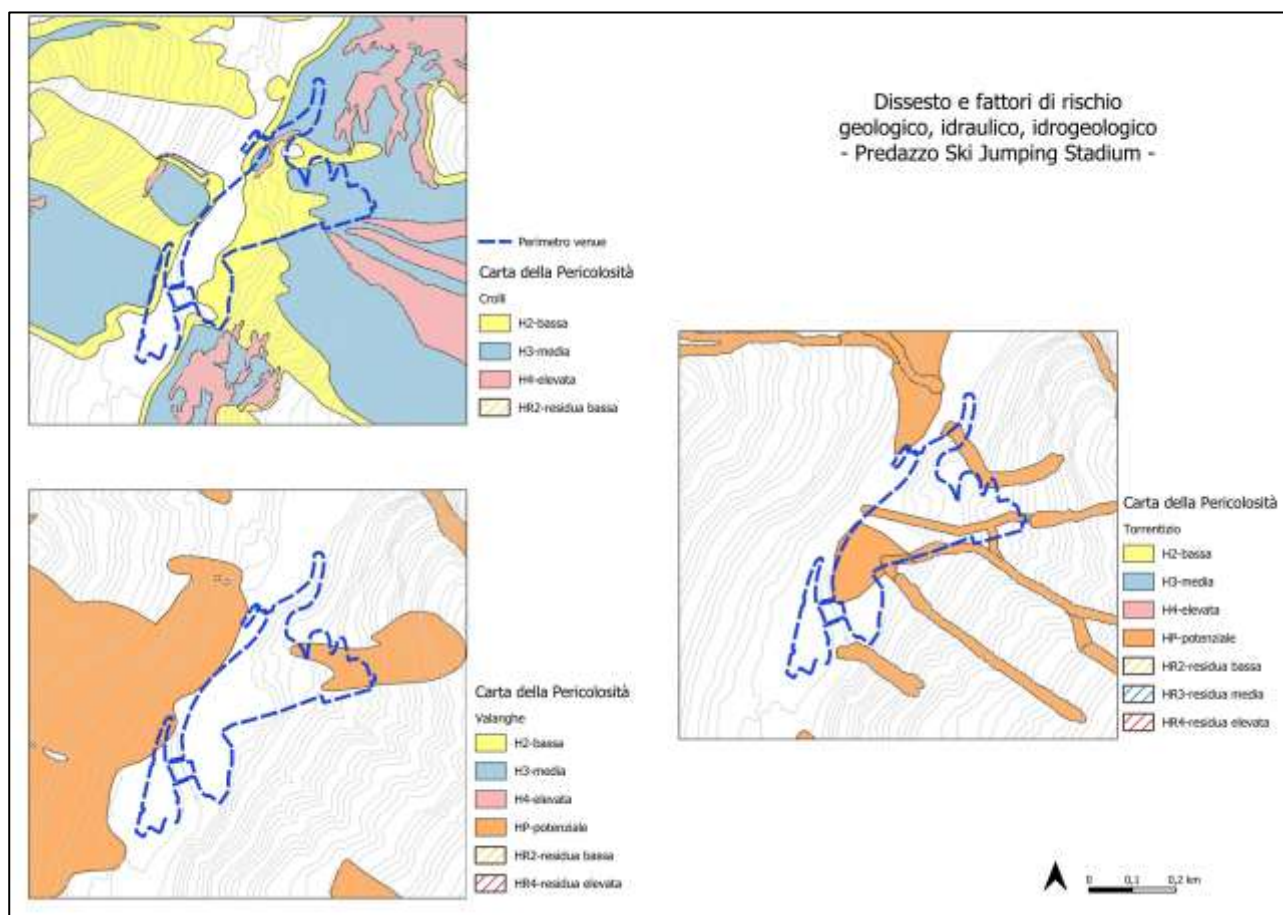 Dissesto e fattori di rischio
geologico, idraulico, idrogeologico
- Predazzo Ski Jumping Stadium -
Perimetro venue
Carta della Pericolosità
Crolli
H2-bassa
H3-media
H4-elevata
HR2-residua bassa
Carta della Pericolosità
Torrentizio
H2-bassa
H3-media
H4-elevata
HP-potenziale
HR2-residua bassa
HR3-residua media
HR4-residua elevata
Carta della Pericolosità
Valanghe
H2-bassa
H3-media
H4-elevata
HP-potenziale
HR2-residua bassa
HR4-residua elevata
0 0,1 0,2 km